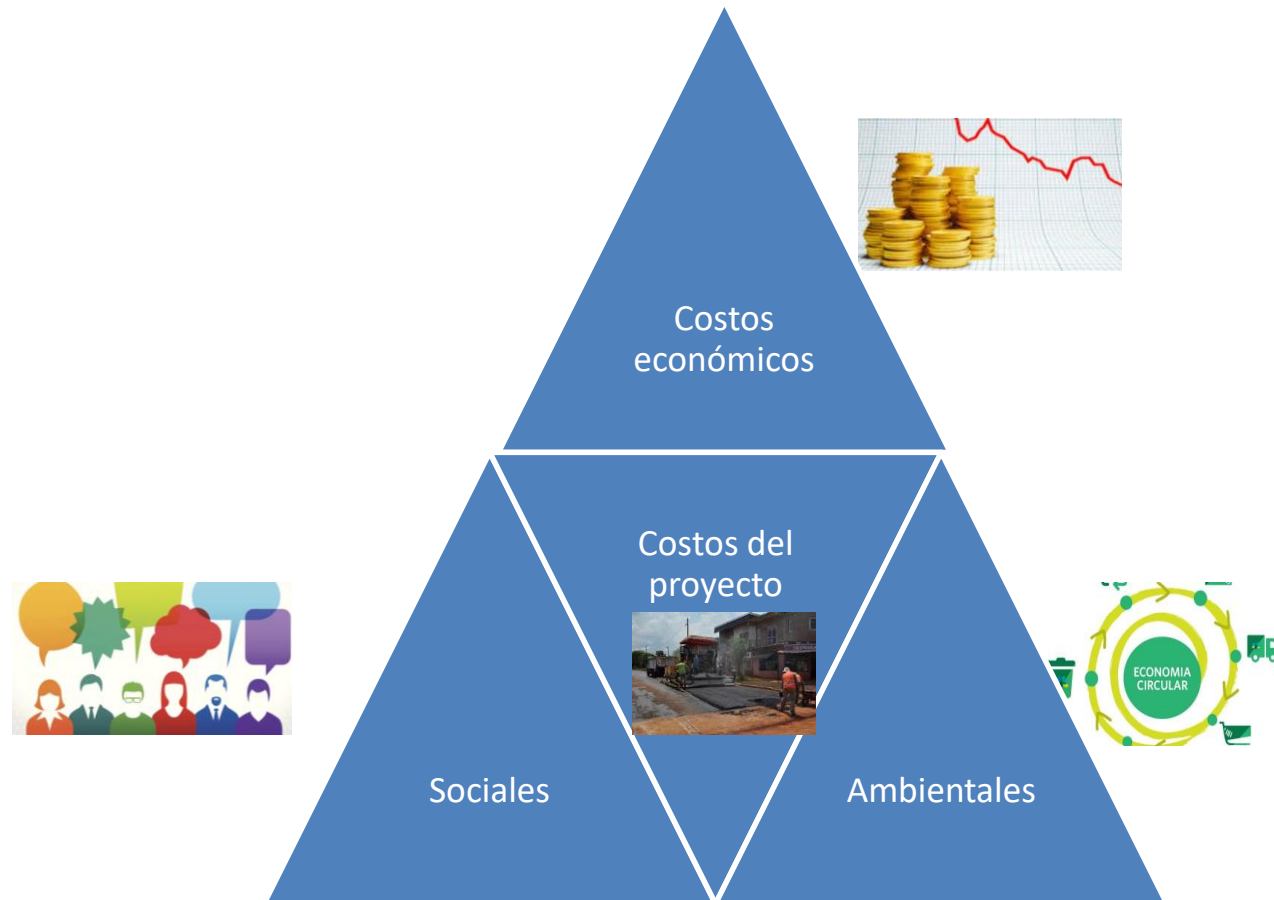 Costos
económicos
Costos del
proyecto
ECONOMIA
CIRCULAR
Sociales
Ambientales